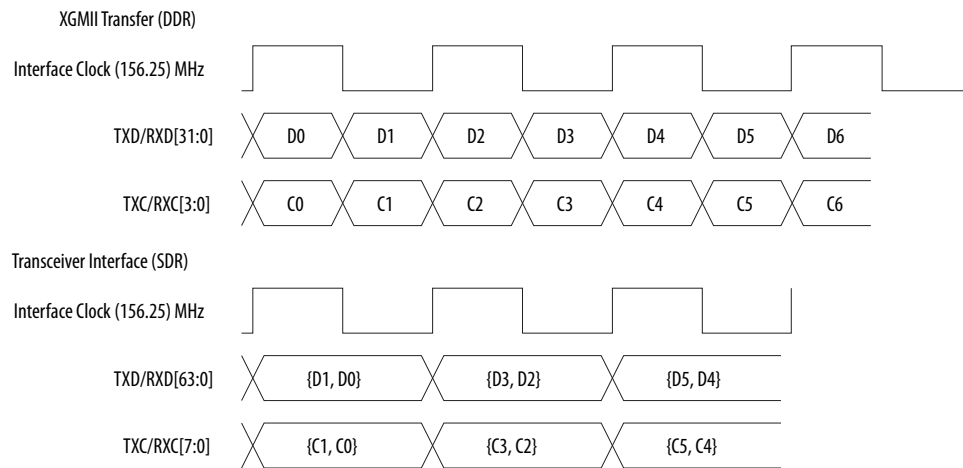 XGMII Transfer (DDR)
Interface Clock (156.25) MHz
TXD/RXD[31:0] D0 D1 D2 D3 D4 D5 D6
TXC/RXC[3:0] C0 C1 C2 C3 C4 C5 C6
Transceiver Interface (SDR)
Interface Clock (156.25) MHz
TXD/RXD[63:0] {D1, D0} {D3, D2} {D5, D4}
TXC/RXC[7:0] {C1, C0} {C3, C2} {C5, C4}